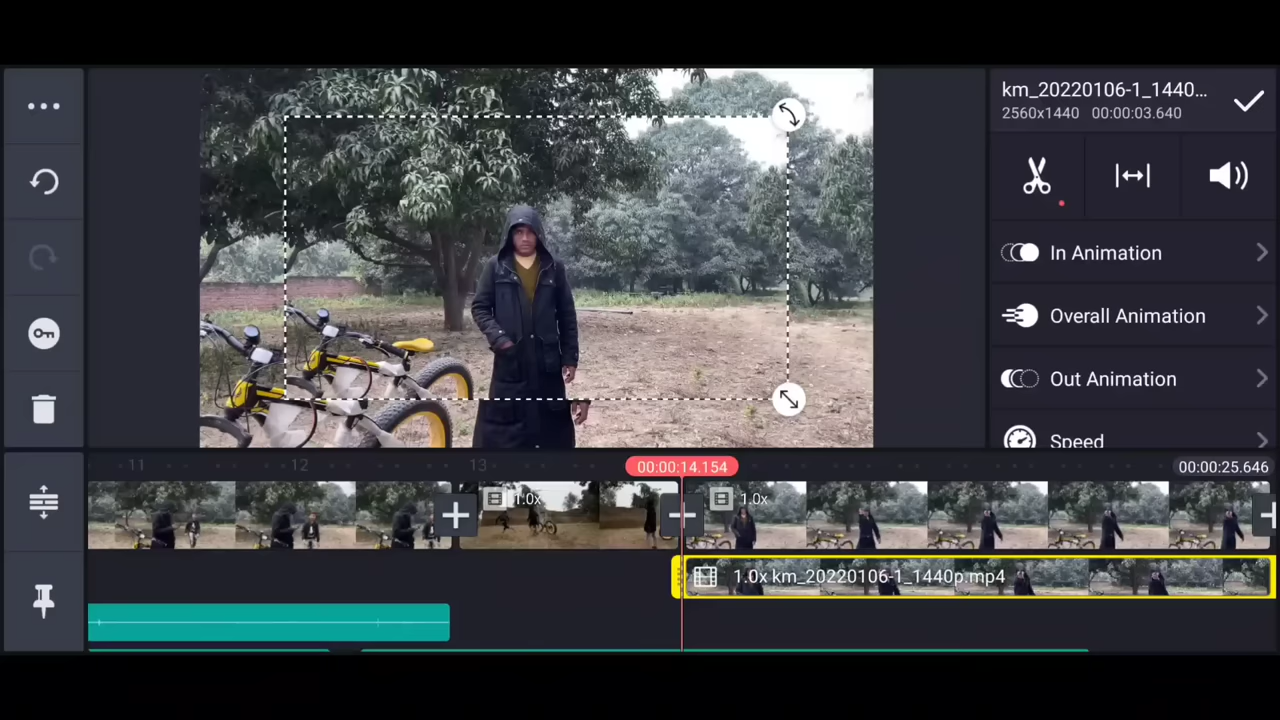 km_20220106-1_1440...
2560x1440 00:00:03.640
In Animation
Overall Animation
Out Animation
Speed
11 12 13 00:00:14.154 00:00:25.646
1.0x 1.0x
1.0x km_20220106-1_1440p.mp4